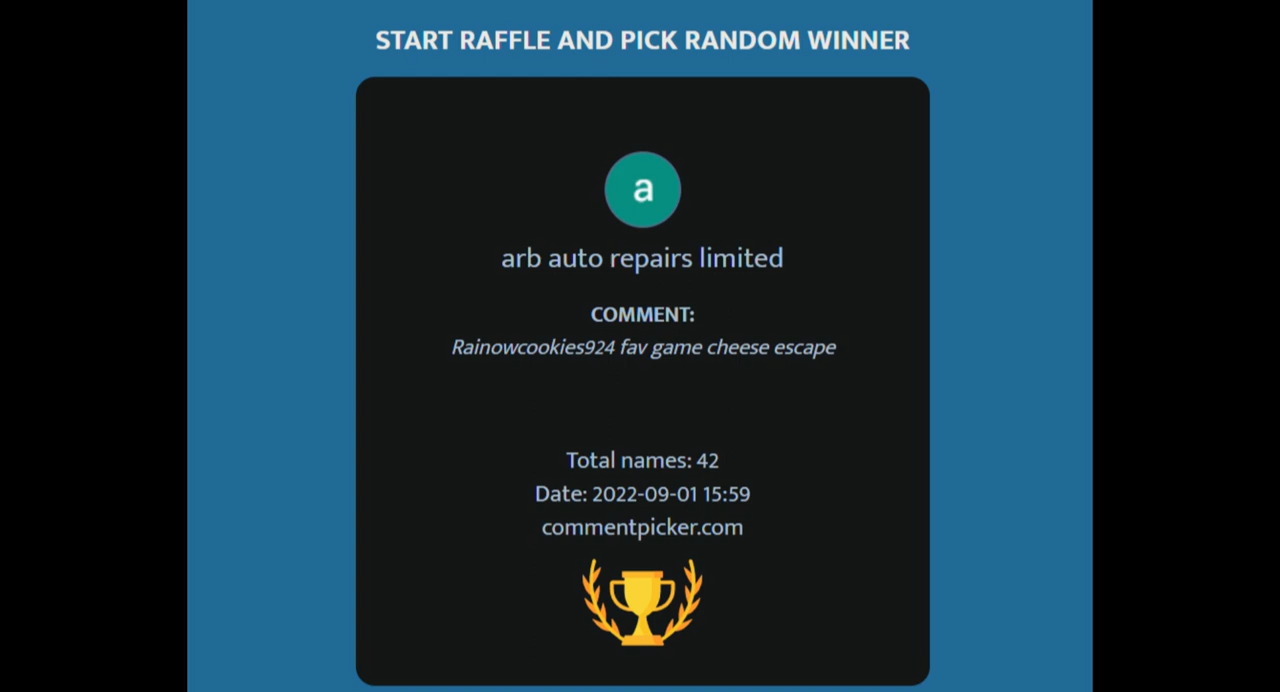 START RAFFLE AND PICK RANDOM WINNER
a
arb auto repairs limited
COMMENT:
Rainowcookies924 fav game cheese escape
Total names: 42
Date: 2022-09-01 15:59
commentpicker.com